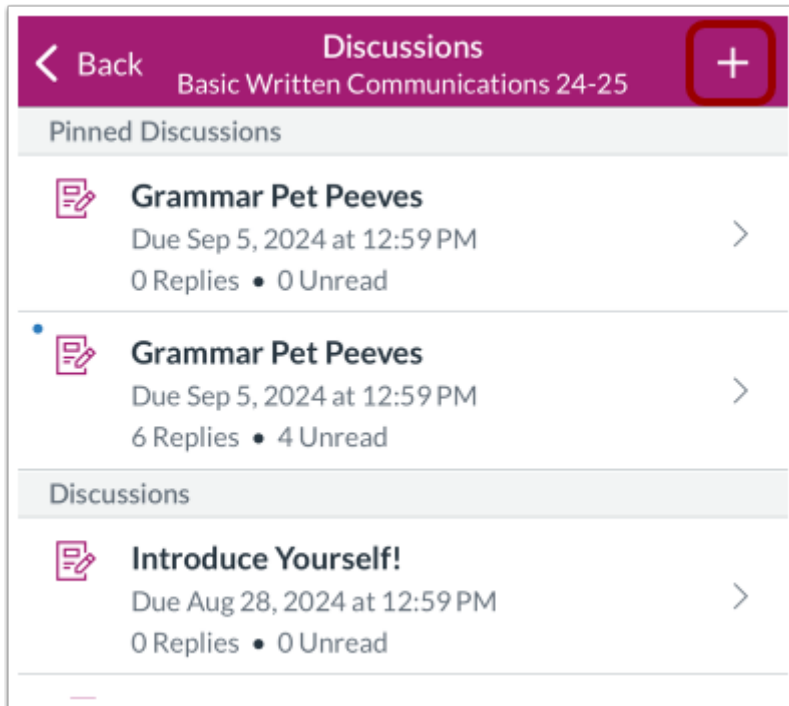 Back
Discussions
Basic Written Communications 24-25
Pinned Discussions
Grammar Pet Peeves
Due Sep 5, 2024 at 12:59 PM
0 Replies • 0 Unread
Grammar Pet Peeves
Due Sep 5, 2024 at 12:59 PM
6 Replies • 4 Unread
Discussions
Introduce Yourself!
Due Aug 28, 2024 at 12:59 PM
0 Replies • 0 Unread